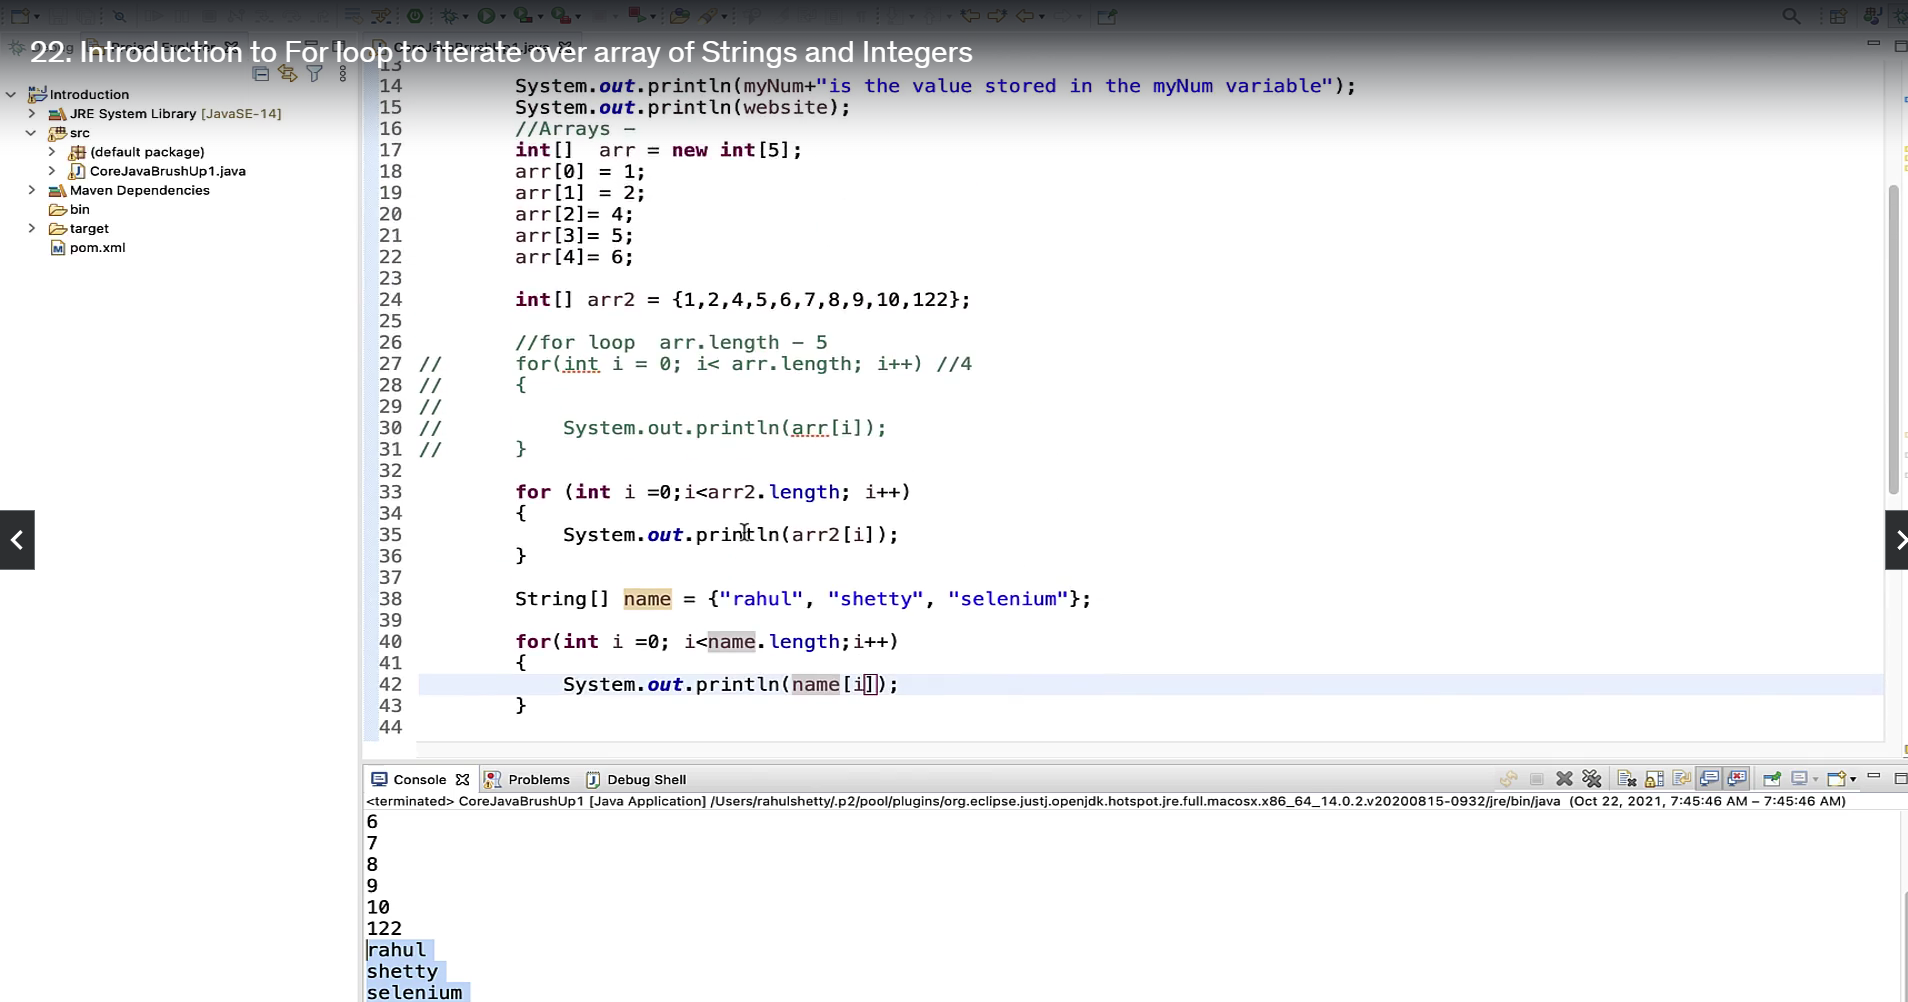 22. Introduction to For loop to iterate over array of Strings and Integers
Introduction
JRE System Library [JavaSE-14]
src
(default package)
CoreJavaBrushUp1.java
Maven Dependencies
bin
target
pom.xml
13
14 System.out.println(myNum+"is the value stored in the myNum variable");
15 System.out.println(website);
16 //Arrays –
17 int[]  arr = new int[5];
18 arr[0] = 1;
19 arr[1] = 2;
20 arr[2]= 4;
21 arr[3]= 5;
22 arr[4]= 6;
23
24 int[] arr2 = {1,2,4,5,6,7,8,9,10,122};
25
26 //for loop  arr.length – 5
27 // for(int i = 0; i< arr.length; i++) //4
28 // {
29 //
30 // System.out.println(arr[i]);
31 // }
32
33 for (int i =0;i<arr2.length; i++)
34 {
35 System.out.println(arr2[i]);
36 }
37
38 String[] name = {"rahul", "shetty", "selenium"};
39
40 for(int i =0; i<name.length;i++)
41 {
42 System.out.println(name[i]);
43 }
44
Console Problems Debug Shell
<terminated> CoreJavaBrushUp1 [Java Application] /Users/rahulshetty/.p2/pool/plugins/org.eclipse.justj.openjdk.hotspot.jre.full.macosx.x86_64_14.0.2.v20200815-0932/jre/bin/java (Oct 22, 2021, 7:45:46 AM – 7:45:46 AM)
6
7
8
9
10
122
rahul
shetty
selenium